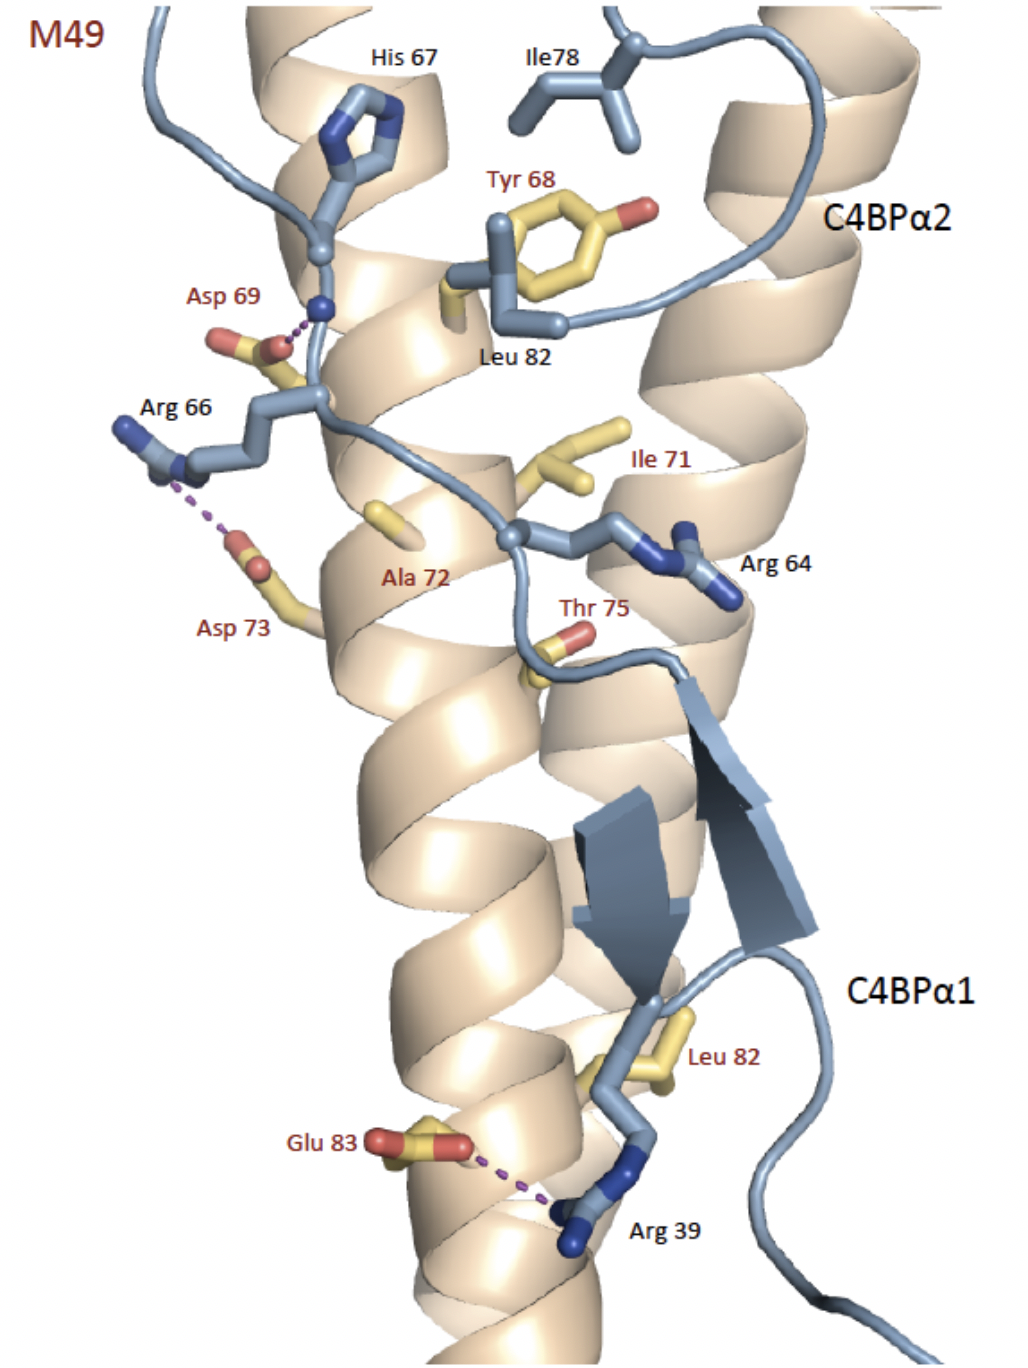 M49
His 67
Ile78
Tyr 68
C4BPα2
Asp 69
Leu 82
Arg 66
Ile 71
Arg 64
Ala 72
Thr 75
Asp 73
C4BPα1
Leu 82
Glu 83
Arg 39